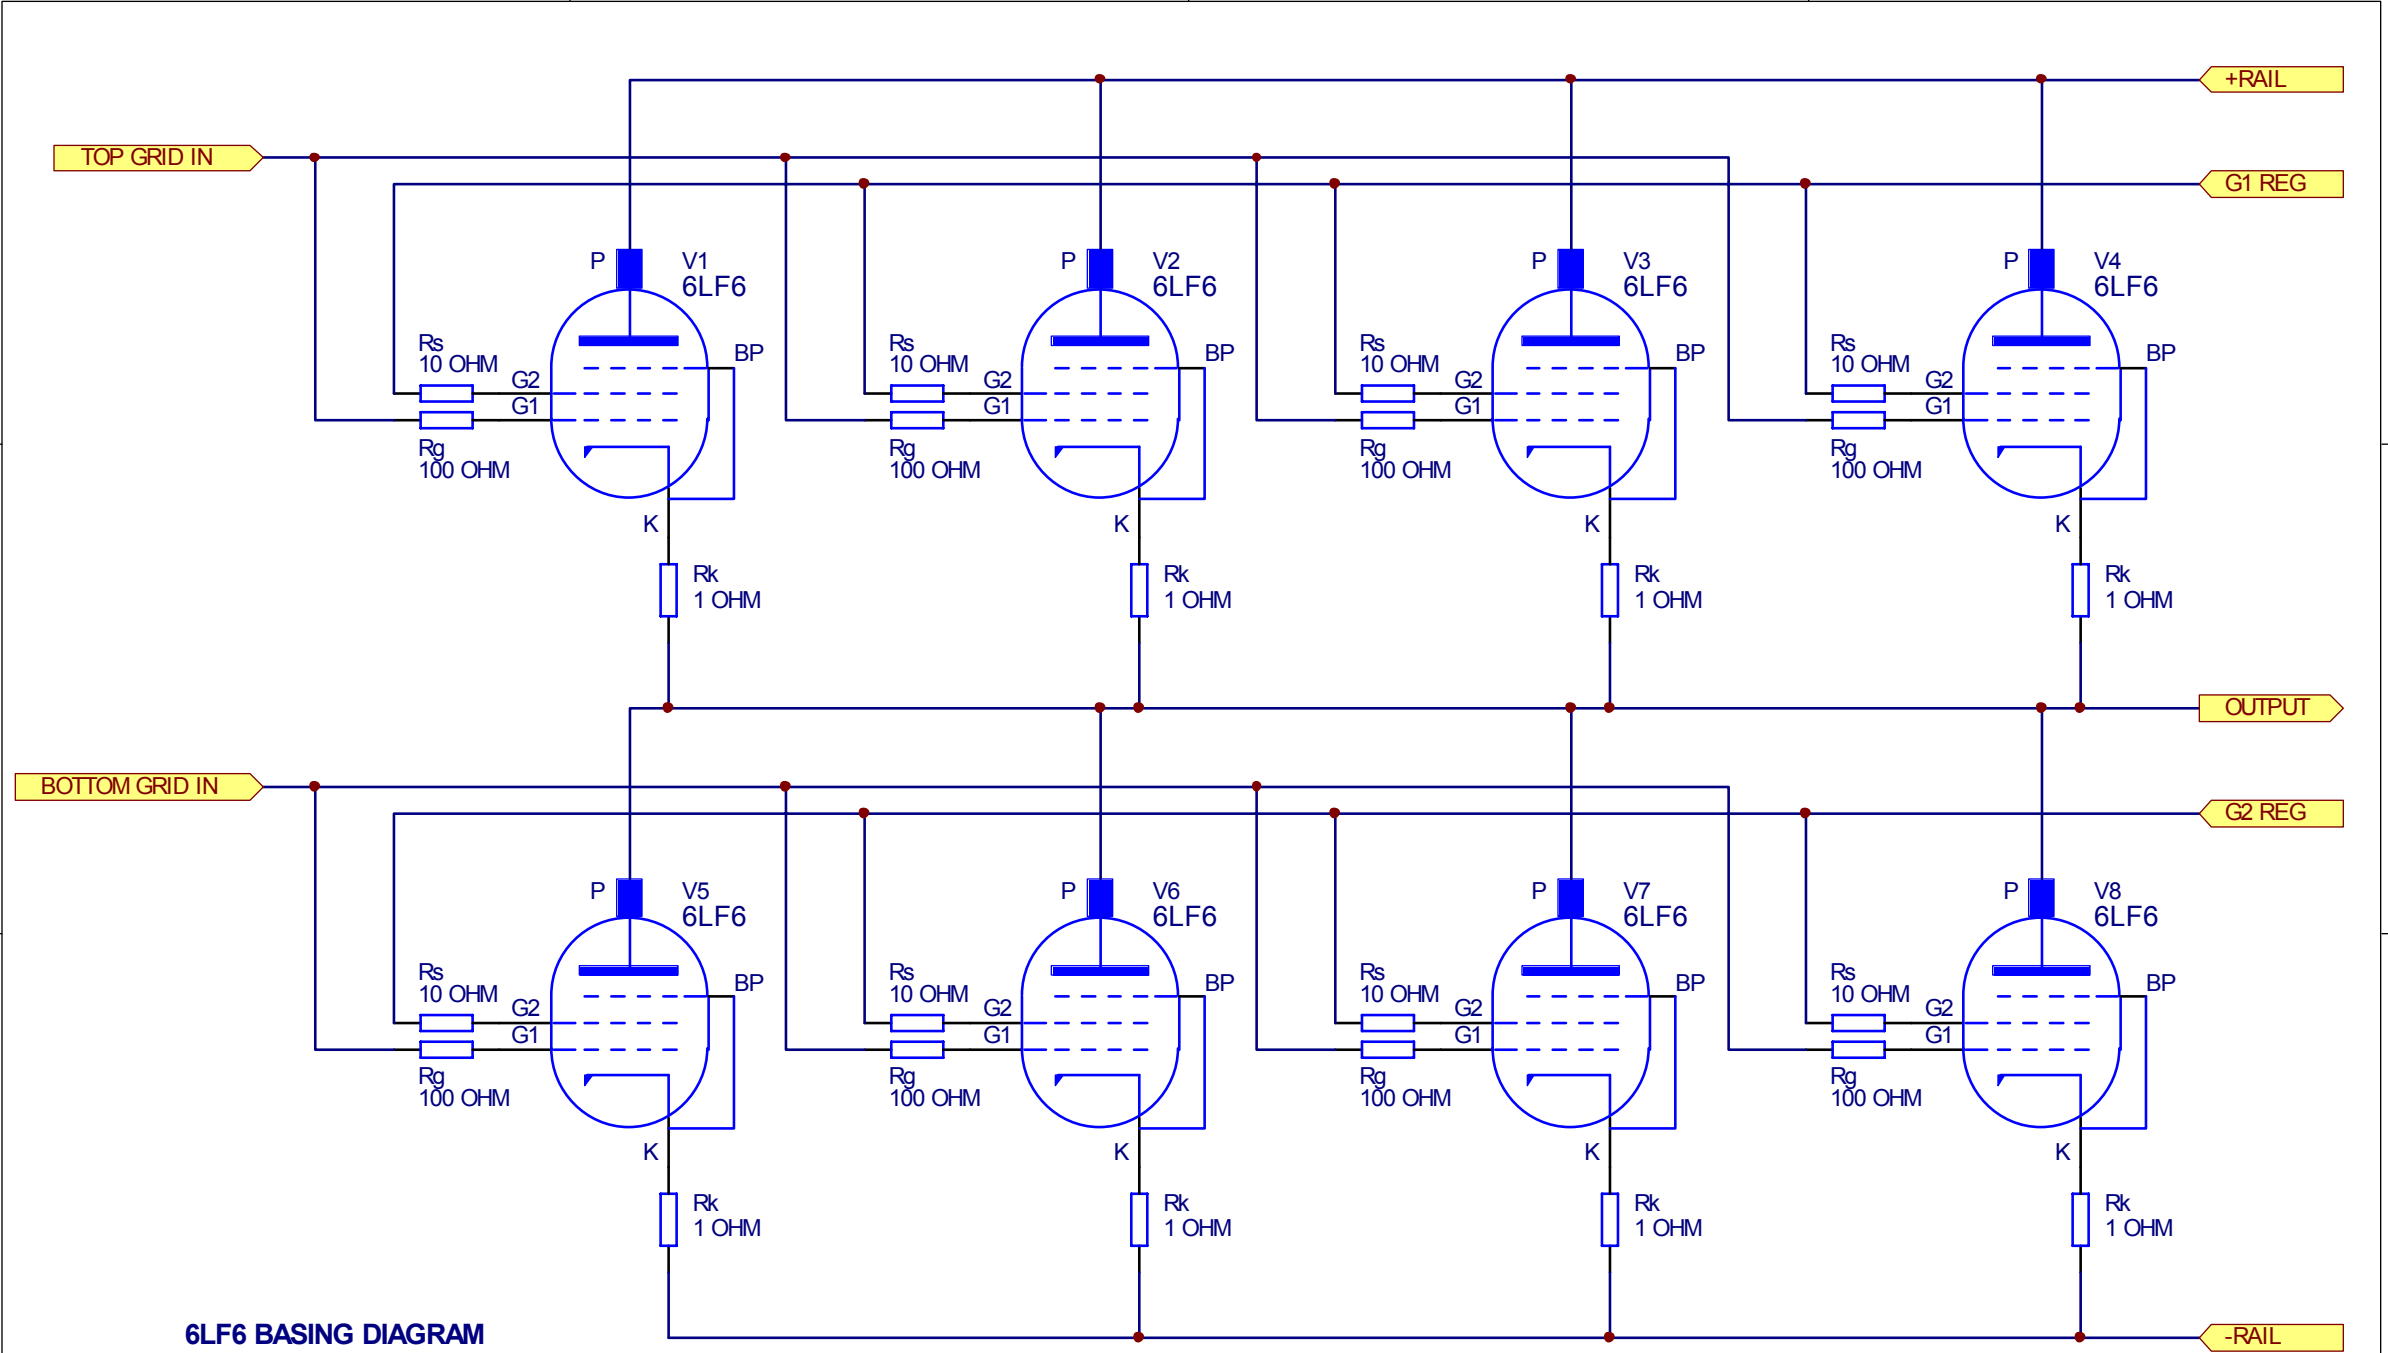 +RAIL
TOP GRID IN
G1 REG
P V1 P V2 P V3 P V4
6LF6 6LF6 6LF6 6LF6
Rs BP Rs BP Rs BP Rs BP
10 OHM 10 OHM 10 OHM 10 OHM
G2 G2 G2 G2
G1 G1 G1 G1
Rg Rg Rg Rg
100 OHM 100 OHM 100 OHM 100 OHM
K K K K
Rk Rk Rk Rk
1 OHM 1 OHM 1 OHM 1 OHM
OUTPUT
BOTTOM GRID IN
G2 REG
P V5 P V6 P V7 P V8
6LF6 6LF6 6LF6 6LF6
Rs BP Rs BP Rs BP Rs BP
10 OHM 10 OHM 10 OHM 10 OHM
G2 G2 G2 G2
G1 G1 G1 G1
Rg Rg Rg Rg
100 OHM 100 OHM 100 OHM 100 OHM
K K K K
Rk Rk Rk Rk
1 OHM 1 OHM 1 OHM 1 OHM
6LF6 BASING DIAGRAM
-RAIL